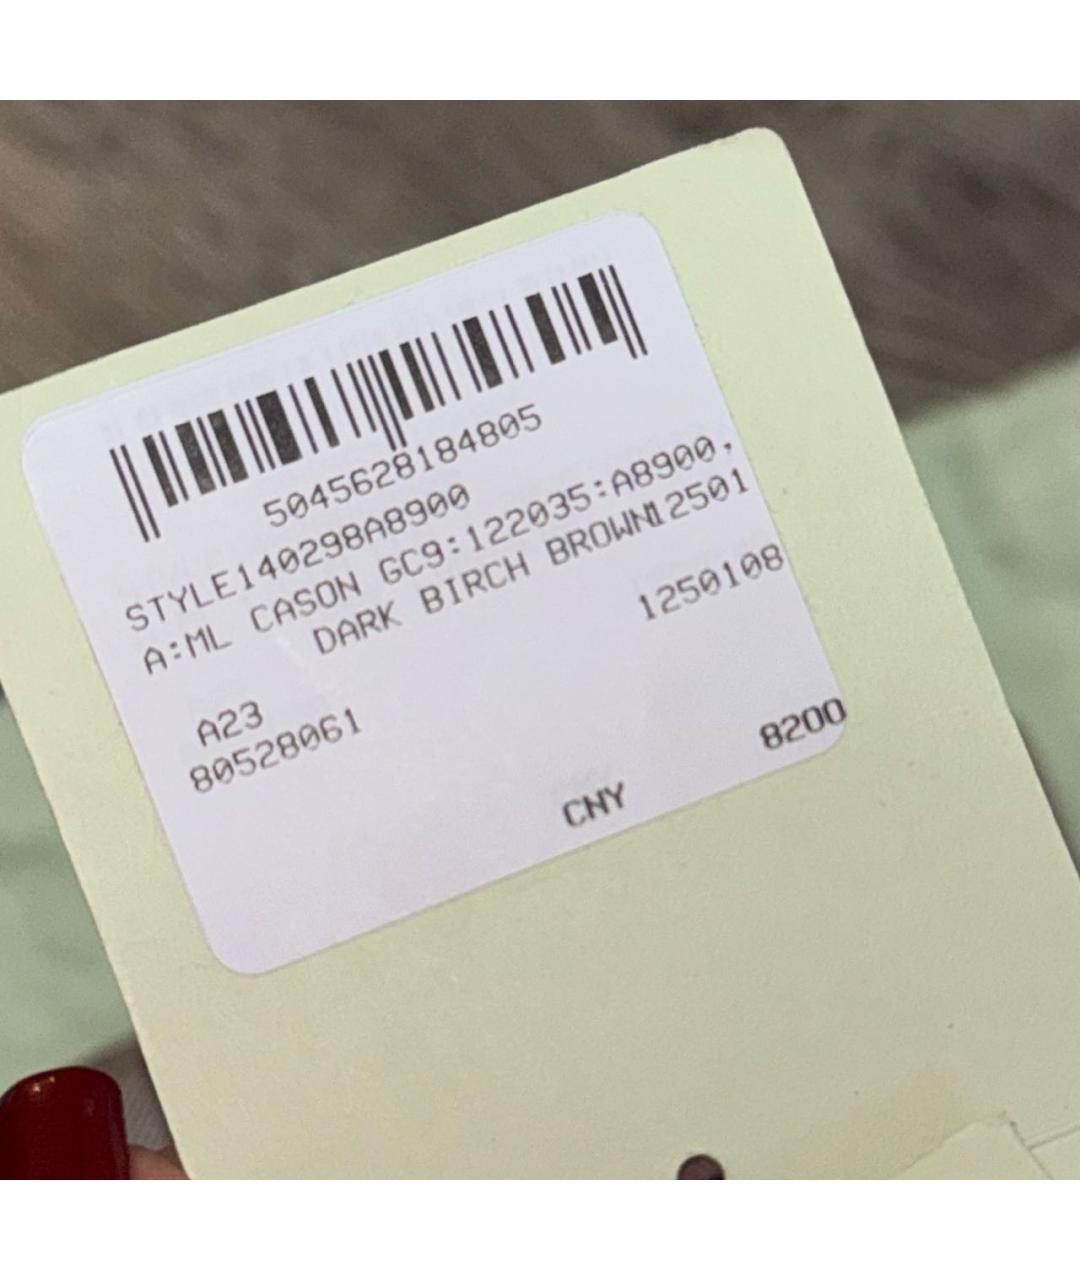 5045628184805
STYLE140298A8900
A:ML CASON GC9:122035:A8900,
DARK BIRCH BROWN12501
1250108
A23
80528061
8200
CNY